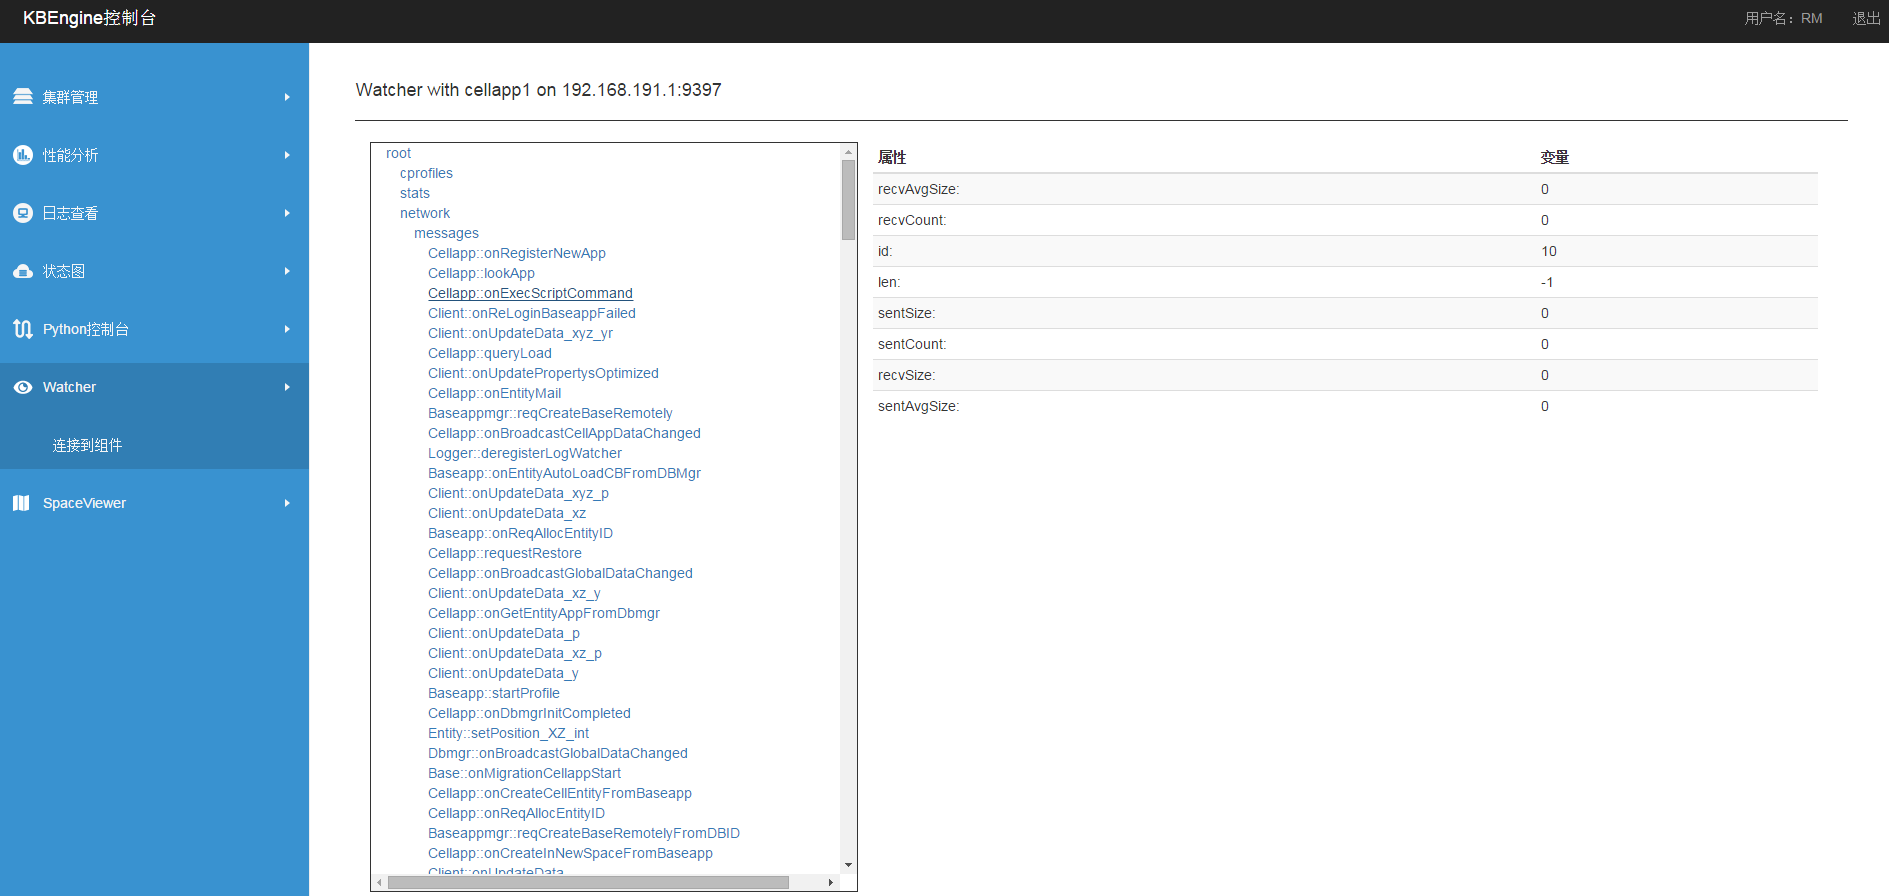 KBEngine控制台
用户名：RM 退出
集群管理
性能分析
日志查看
状态图
Python控制台
Watcher
连接到组件
SpaceViewer
Watcher with cellapp1 on 192.168.191.1:9397
root
cprofiles
stats
network
messages
Cellapp::onRegisterNewApp
Cellapp::lookApp
Cellapp::onExecScriptCommand
Client::onReLoginBaseappFailed
Client::onUpdateData_xyz_yr
Cellapp::queryLoad
Client::onUpdatePropertysOptimized
Cellapp::onEntityMail
Baseappmgr::reqCreateBaseRemotely
Cellapp::onBroadcastCellAppDataChanged
Logger::deregisterLogWatcher
Baseapp::onEntityAutoLoadCBFromDBMgr
Client::onUpdateData_xyz_p
Client::onUpdateData_xz
Baseapp::onReqAllocEntityID
Cellapp::requestRestore
Cellapp::onBroadcastGlobalDataChanged
Client::onUpdateData_xz_y
Cellapp::onGetEntityAppFromDbmgr
Client::onUpdateData_p
Client::onUpdateData_xz_p
Client::onUpdateData_y
Baseapp::startProfile
Cellapp::onDbmgrInitCompleted
Entity::setPosition_XZ_int
Dbmgr::onBroadcastGlobalDataChanged
Base::onMigrationCellappStart
Cellapp::onCreateCellEntityFromBaseapp
Cellapp::onReqAllocEntityID
Baseappmgr::reqCreateBaseRemotelyFromDBID
Cellapp::onCreateInNewSpaceFromBaseapp
Client::onUpdateData
属性 变量
recvAvgSize: 0
recvCount: 0
id: 10
len: -1
sentSize: 0
sentCount: 0
recvSize: 0
sentAvgSize: 0